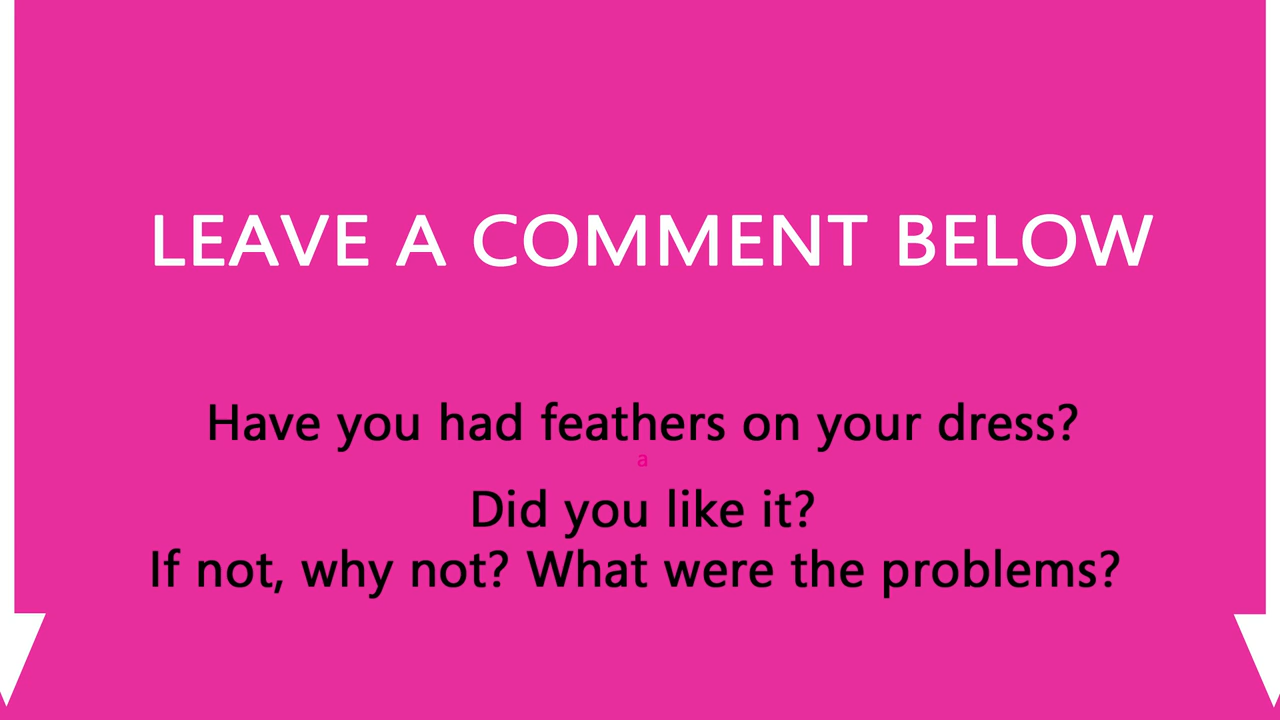 LEAVE A COMMENT BELOW
Have you had feathers on your dress?
a
Did you like it?
If not, why not? What were the problems?